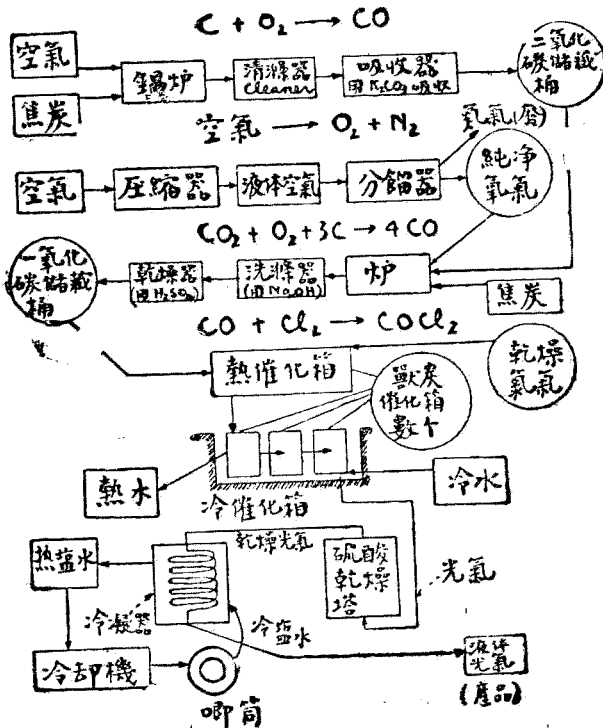 C + O₂ → CO
空氣
焦炭
鍋炉
清滌器
Cleaner
吸收器
用K₂CO₃吸收
二氧化
碳儲藏
桶
空氣 → O₂ + N₂
氮氣(廢)
空氣
压縮器
液体空氣
分餾器
純净
氧氣
CO₂ + O₂ + 3C → 4CO
一氧化
碳儲藏
桶
乾燥器
(用H₂SO₄)
洗滌器
(用NaOH)
炉
焦炭
CO + Cl₂ → COCl₂
熱催化箱
獸炭
催化箱
數个
乾燥
氯氣
熱水
冷水
冷催化箱
乾燥光氣
硫酸
乾燥
塔
光氣
热盐水
冷凝器
冷盐水
冷却機
唧筒
液体
光氣
(產品)